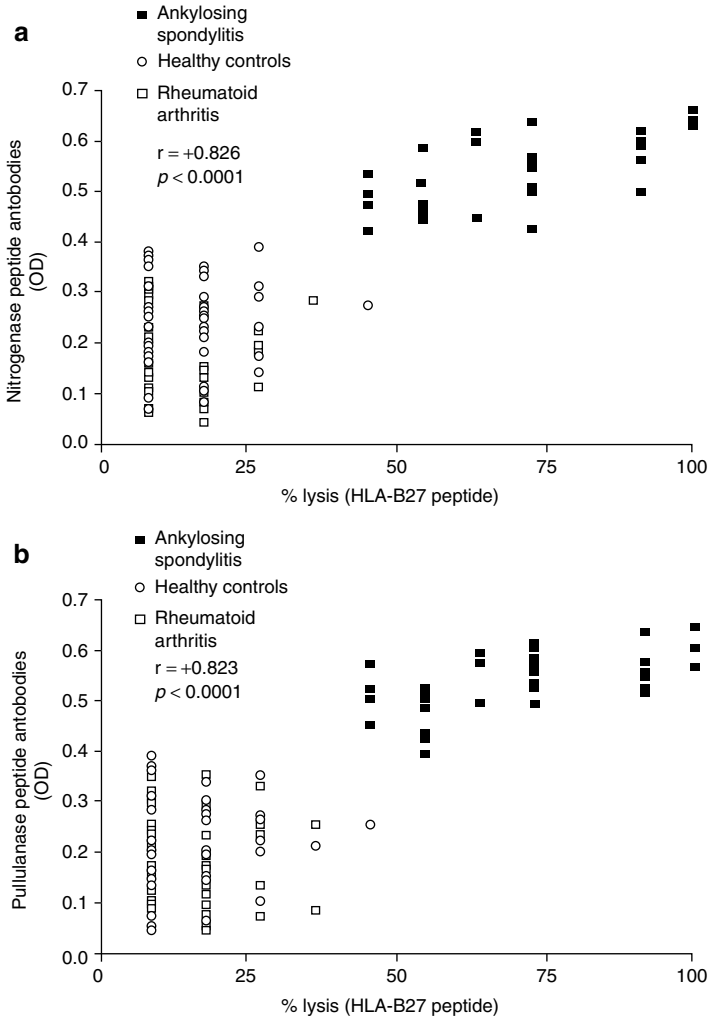 a
Ankylosing
spondylitis
Healthy controls
Rheumatoid
arthritis
r = +0.826
p < 0.0001
Nitrogenase peptide antobodies
(OD)
0.7
0.6
0.5
0.4
0.3
0.2
0.1
0.0
0 25 50 75 100
% lysis (HLA-B27 peptide)
b
Ankylosing
spondylitis
Healthy controls
Rheumatoid
arthritis
r = +0.823
p < 0.0001
Pullulanase peptide antibodies
(OD)
0.7
0.6
0.5
0.4
0.3
0.2
0.1
0.0
0 25 50 75 100
% lysis (HLA-B27 peptide)